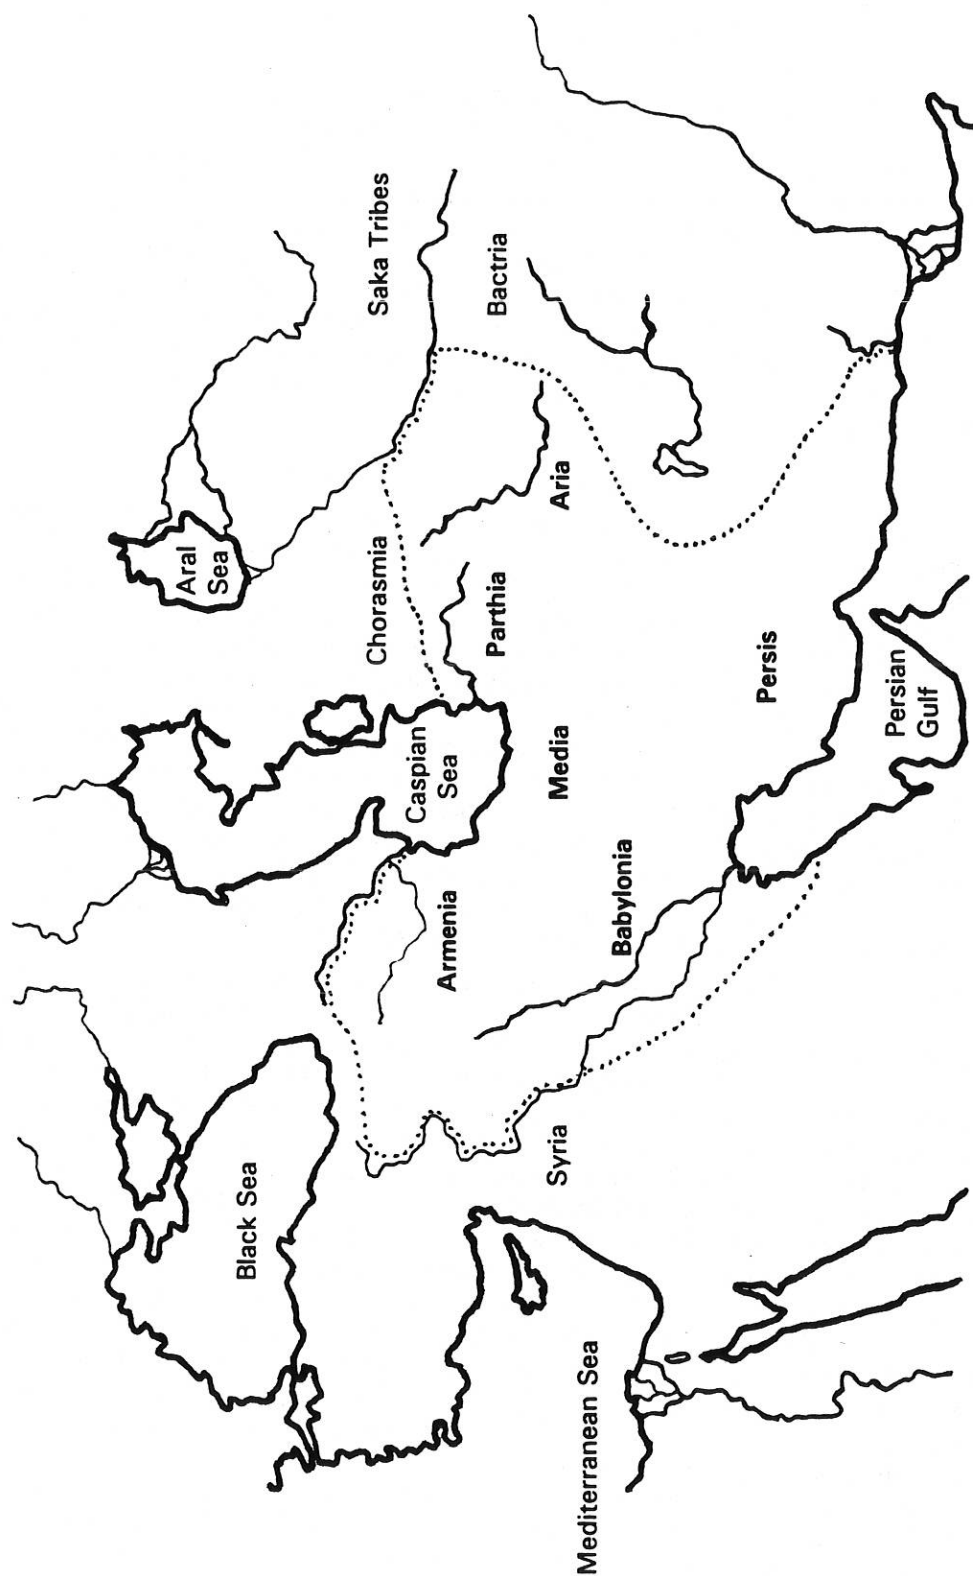 Black Sea
Aral
Sea
Saka Tribes
Chorasmia
Caspian
Sea
Bactria
Parthia
Armenia
Aria
Media
Syria
Mediterranean Sea
Babylonia
Persis
Persian
Gulf